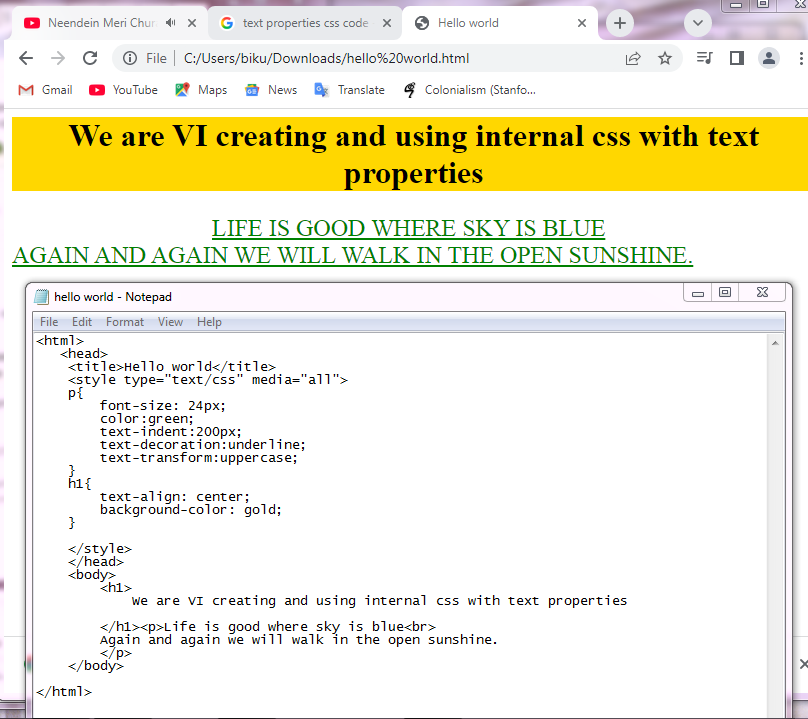 Neendein Meri Chur
text properties css code
Hello world
File | C:/Users/biku/Downloads/hello%20world.html
Gmail YouTube Maps News Translate Colonialism (Stanfo...
We are VI creating and using internal css with text
properties
LIFE IS GOOD WHERE SKY IS BLUE
AGAIN AND AGAIN WE WILL WALK IN THE OPEN SUNSHINE.
hello world - Notepad
File Edit Format View Help
<html>
<head>
<title>Hello world</title>
<style type="text/css" media="all">
p{
font-size: 24px;
color:green;
text-indent:200px;
text-decoration:underline;
text-transform:uppercase;
}
h1{
text-align: center;
background-color: gold;
}
</style>
</head>
<body>
<h1>
We are VI creating and using internal css with text properties
</h1><p>Life is good where sky is blue<br>
Again and again we will walk in the open sunshine.
</p>
</body>
</html>